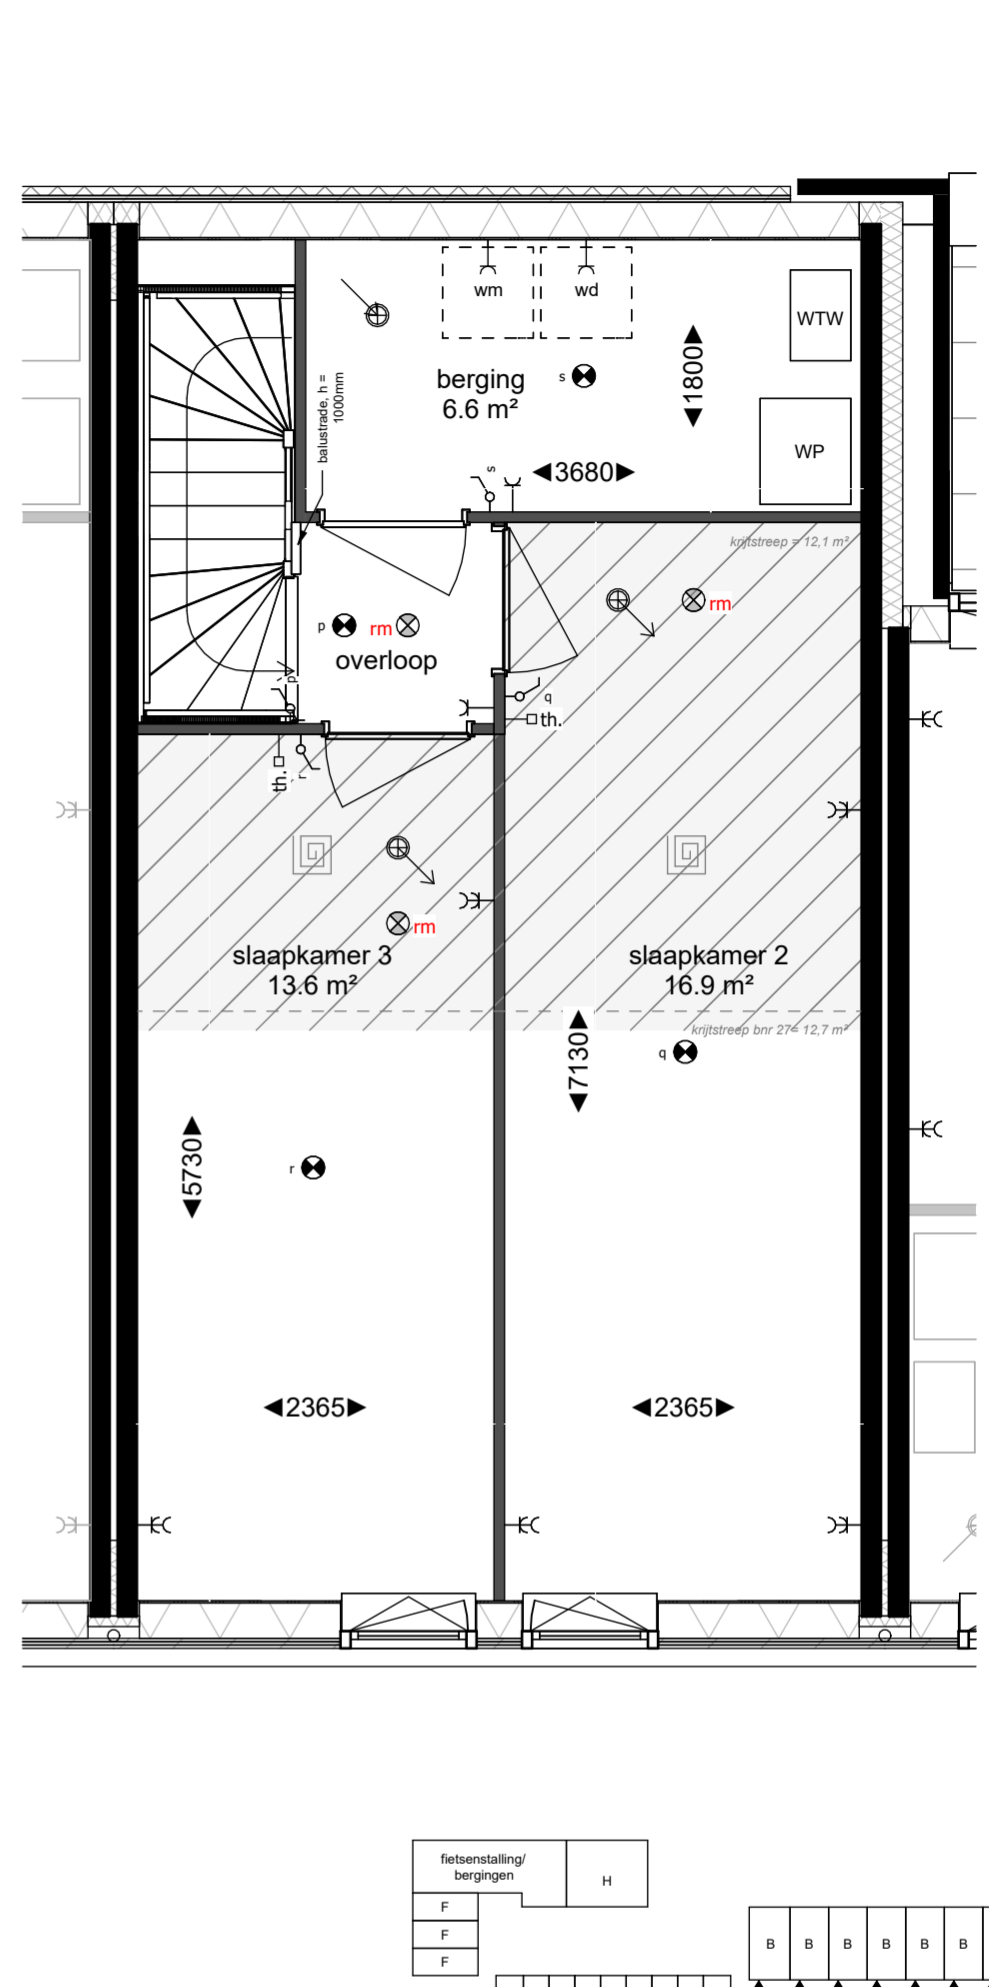 wm
wd
WTW
berging
6.6 m²
s
1800
WP
balustrade, h =
1000mm
3680
s
krijtstreep = 12,1 m²
rm
p
rm
overloop
p
q
th.
th.
r
rm
slaapkamer 3
13.6 m²
slaapkamer 2
16.9 m²
krijtstreep bnr 27= 12,7 m²
q
7130
5730
r
2365
2365
fietsenstalling/
bergingen
H
F
F
F
B
B
B
B
B
B